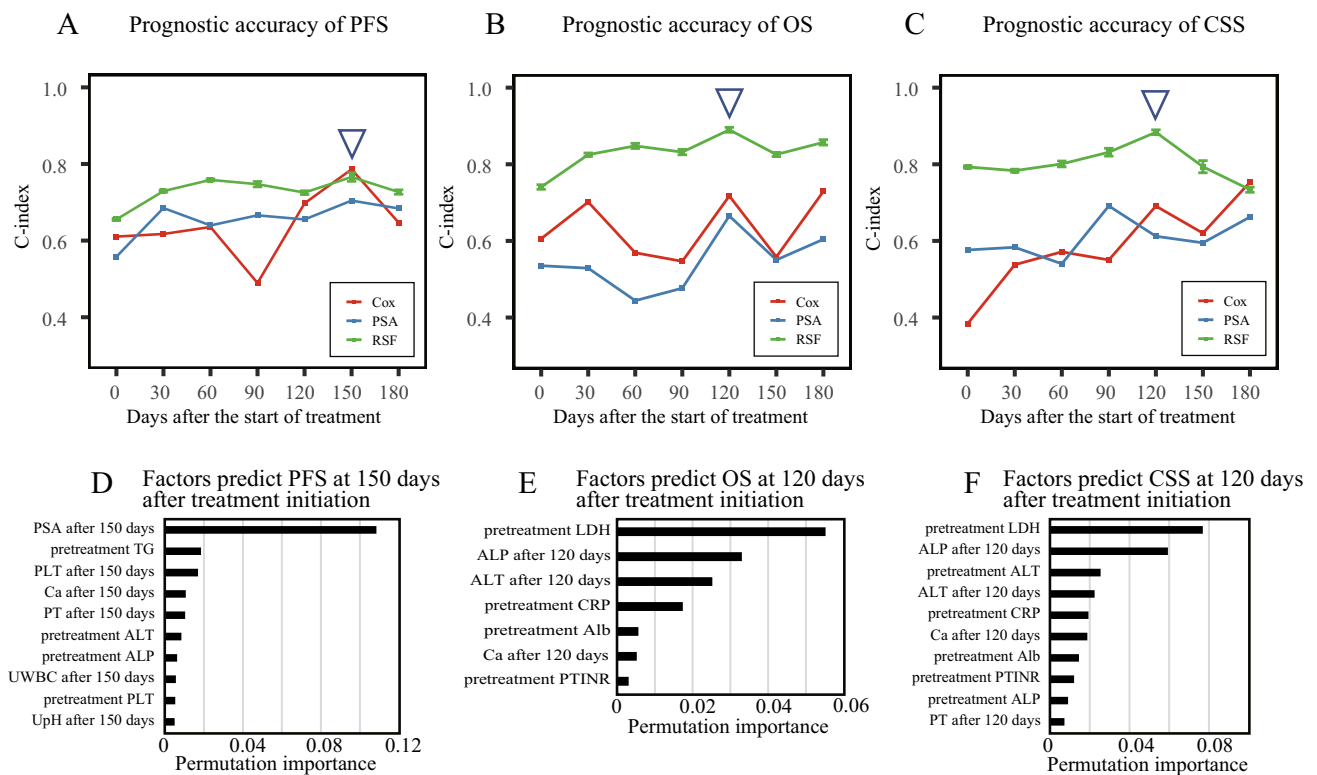 A
Prognostic accuracy of PFS
C-index
1.0
0.8
0.6
0.4
Cox
PSA
RSF
0 30 60 90 120 150 180
Days after the start of treatment
B
Prognostic accuracy of OS
C-index
1.0
0.8
0.6
0.4
Cox
PSA
RSF
0 30 60 90 120 150 180
Days after the start of treatment
C
Prognostic accuracy of CSS
C-index
1.0
0.8
0.6
0.4
Cox
PSA
RSF
0 30 60 90 120 150 180
Days after the start of treatment
D
Factors predict PFS at 150 days
after treatment initiation
PSA after 150 days
pretreatment TG
PLT after 150 days
Ca after 150 days
PT after 150 days
pretreatment ALT
pretreatment ALP
UWBC after 150 days
pretreatment PLT
UpH after 150 days
0 0.04 0.08 0.12
Permutation importance
E
Factors predict OS at 120 days
after treatment initiation
pretreatment LDH
ALP after 120 days
ALT after 120 days
pretreatment CRP
pretreatment Alb
Ca after 120 days
pretreatment PTINR
0 0.02 0.04 0.06
Permutation importance
F
Factors predict CSS at 120 days
after treatment initiation
pretreatment LDH
ALP after 120 days
pretreatment ALT
ALT after 120 days
pretreatment CRP
Ca after 120 days
pretreatment Alb
pretreatment PTINR
pretreatment ALP
PT after 120 days
0 0.04 0.08
Permutation importance